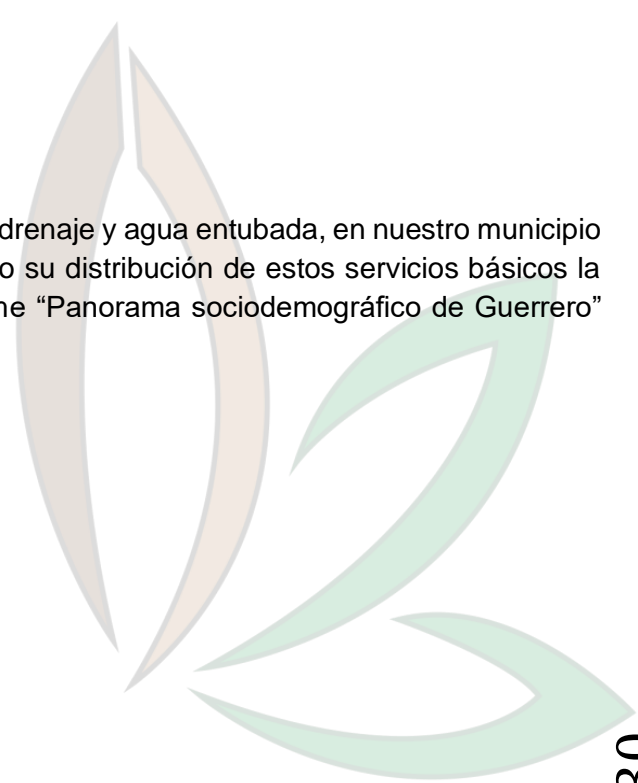 drenaje y agua entubada, en nuestro municipio
o su distribución de estos servicios básicos la
ne “Panorama sociodemográfico de Guerrero”